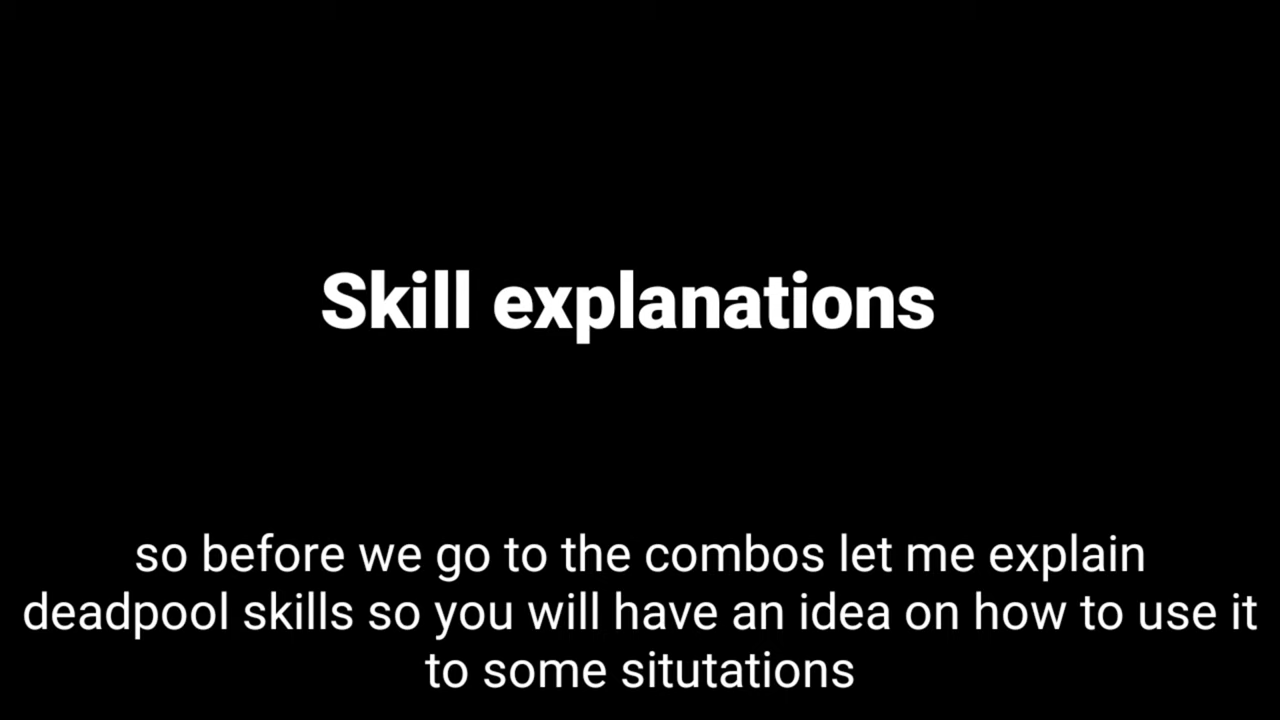 Skill explanations
so before we go to the combos let me explain
deadpool skills so you will have an idea on how to use it
to some situtations